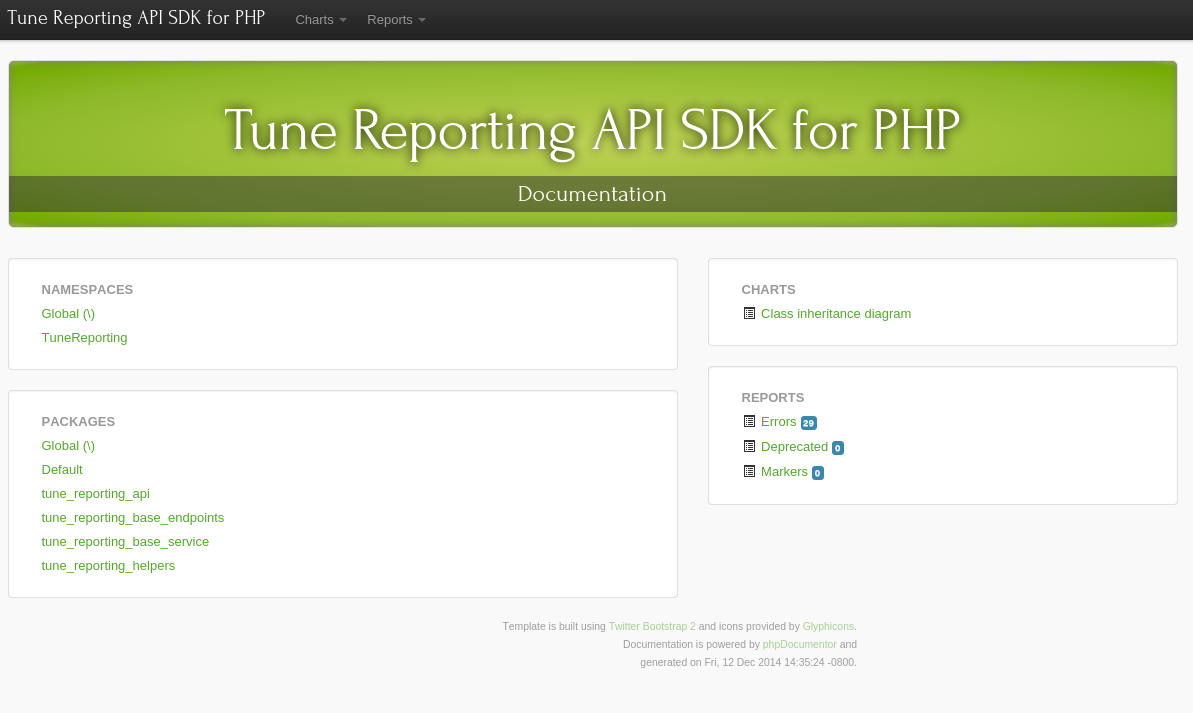 Tune Reporting API SDK for PHP Charts Reports
Tune Reporting API SDK for PHP
Documentation
NAMESPACES
Global (\)
TuneReporting
PACKAGES
Global (\)
Default
tune_reporting_api
tune_reporting_base_endpoints
tune_reporting_base_service
tune_reporting_helpers
CHARTS
Class inheritance diagram
REPORTS
Errors 29
Deprecated 0
Markers 0
Template is built using Twitter Bootstrap 2 and icons provided by Glyphicons.
Documentation is powered by phpDocumentor and
generated on Fri, 12 Dec 2014 14:35:24 -0800.